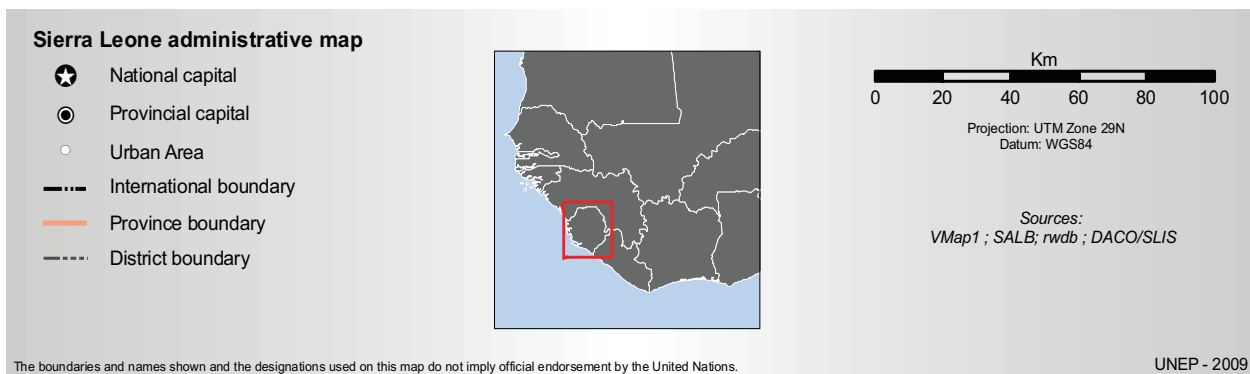 Sierra Leone administrative map
National capital
Provincial capital
Urban Area
International boundary
Province boundary
District boundary
Km
0 20 40 60 80 100
Projection: UTM Zone 29N
Datum: WGS84
Sources:
VMap1 ; SALB; rwdb ; DACO/SLIS
The boundaries and names shown and the designations used on this map do not imply official endorsement by the United Nations.
UNEP - 2009